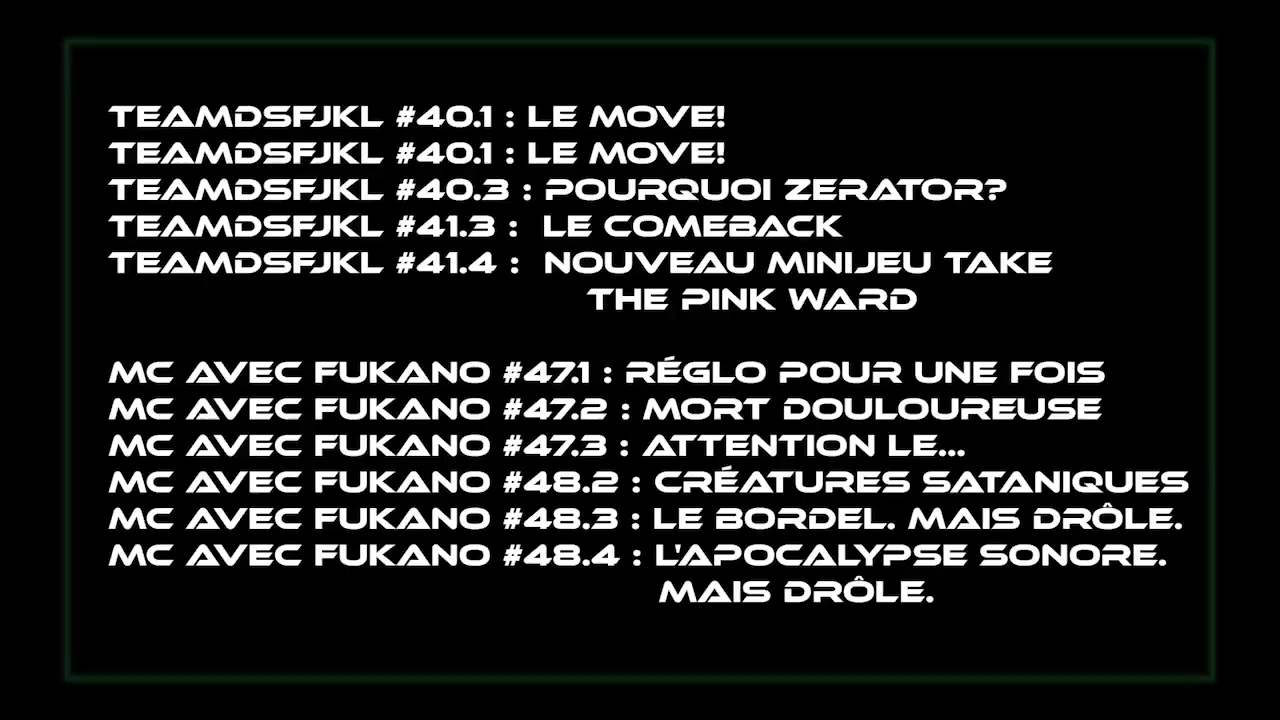 TEAMDSFJKL #40.1 : LE MOVE!
TEAMDSFJKL #40.1 : LE MOVE!
TEAMDSFJKL #40.3 : POURQUOI ZERATOR?
TEAMDSFJKL #41.3 : LE COMEBACK
TEAMDSFJKL #41.4 : NOUVEAU MINIJEU TAKE
THE PINK WARD
MC AVEC FUKANO #47.1 : RÉGLO POUR UNE FOIS
MC AVEC FUKANO #47.2 : MORT DOULOUREUSE
MC AVEC FUKANO #47.3 : ATTENTION LE...
MC AVEC FUKANO #48.2 : CRÉATURES SATANIQUES
MC AVEC FUKANO #48.3 : LE BORDEL. MAIS DRÔLE.
MC AVEC FUKANO #48.4 : L'APOCALYPSE SONORE.
MAIS DRÔLE.